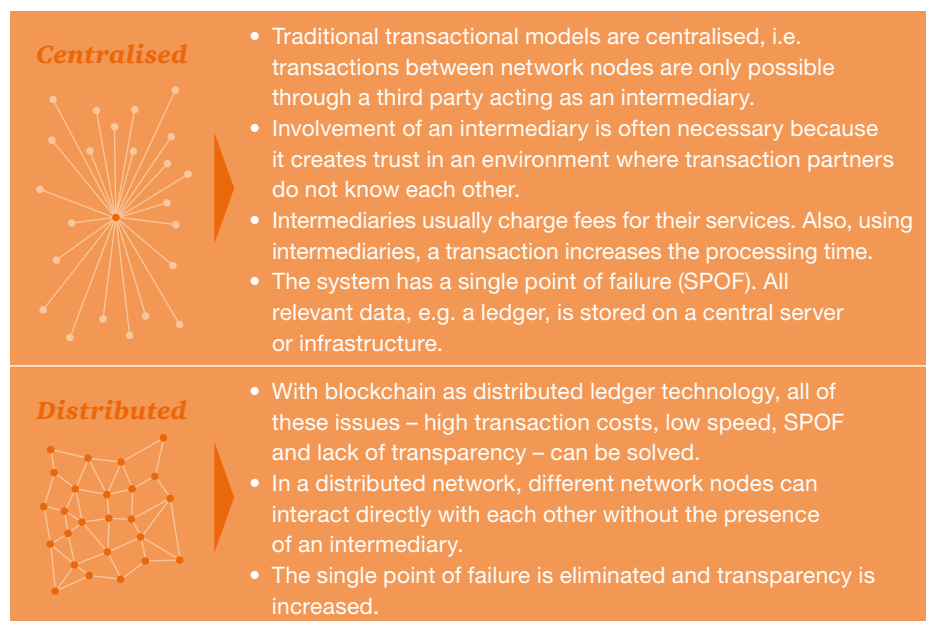 Centralised
• Traditional transactional models are centralised, i.e.
transactions between network nodes are only possible
through a third party acting as an intermediary.
• Involvement of an intermediary is often necessary because
it creates trust in an environment where transaction partners
do not know each other.
• Intermediaries usually charge fees for their services. Also, using
intermediaries, a transaction increases the processing time.
• The system has a single point of failure (SPOF). All
relevant data, e.g. a ledger, is stored on a central server
or infrastructure.
Distributed
• With blockchain as distributed ledger technology, all of
these issues – high transaction costs, low speed, SPOF
and lack of transparency – can be solved.
• In a distributed network, different network nodes can
interact directly with each other without the presence
of an intermediary.
• The single point of failure is eliminated and transparency is
increased.